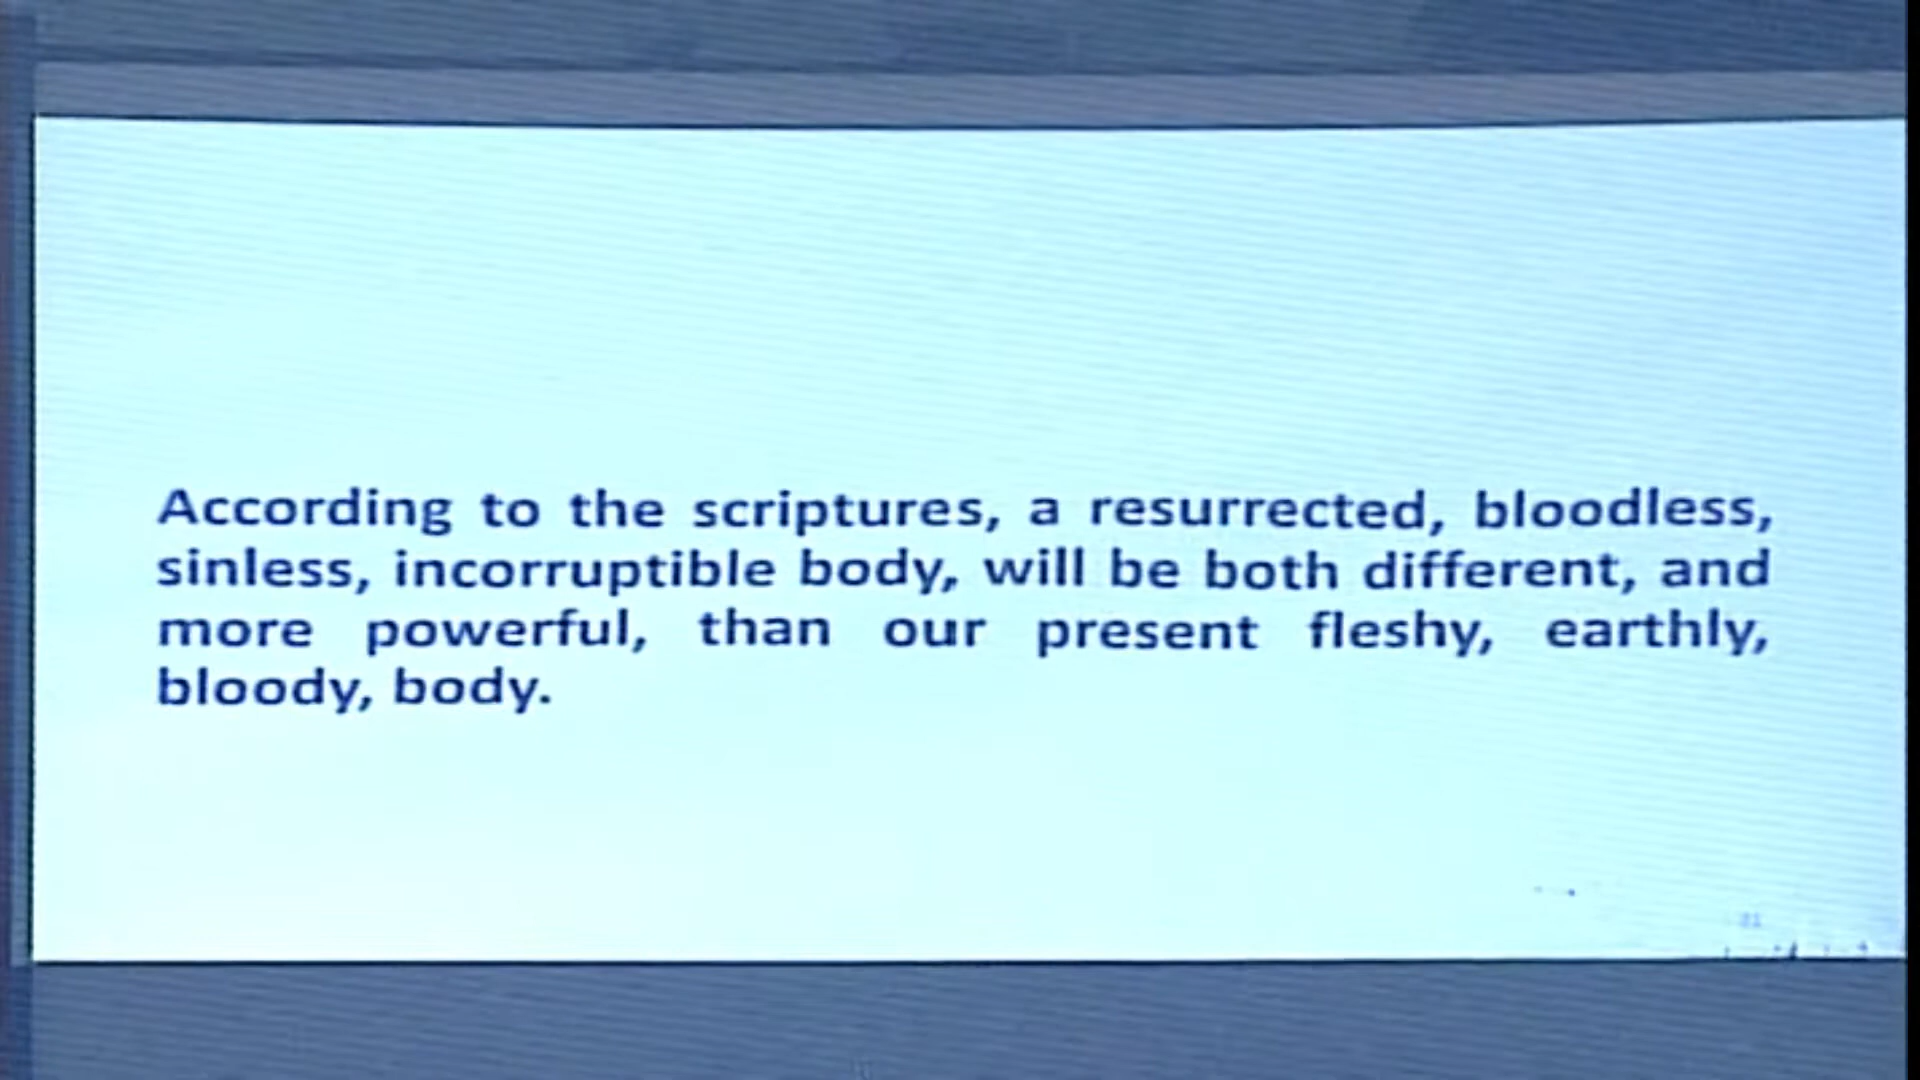 According to the scriptures, a resurrected, bloodless,
sinless, incorruptible body, will be both different, and
more powerful, than our present fleshy, earthly,
bloody, body.